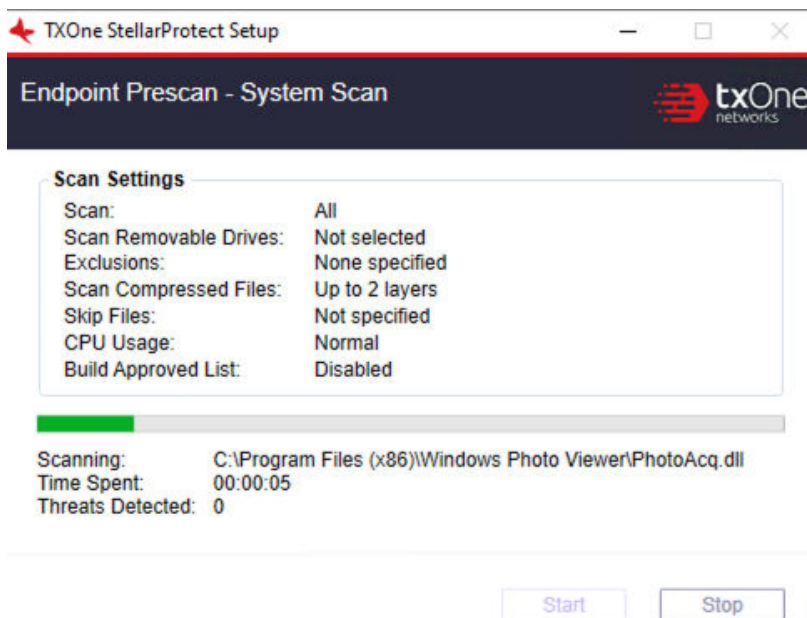 TXOne StellarProtect Setup
Endpoint Prescan - System Scan
txOne
networks
Scan Settings
Scan: All
Scan Removable Drives: Not selected
Exclusions: None specified
Scan Compressed Files: Up to 2 layers
Skip Files: Not specified
CPU Usage: Normal
Build Approved List: Disabled
Scanning: C:\Program Files (x86)\Windows Photo Viewer\PhotoAcq.dll
Time Spent: 00:00:05
Threats Detected: 0
Start Stop